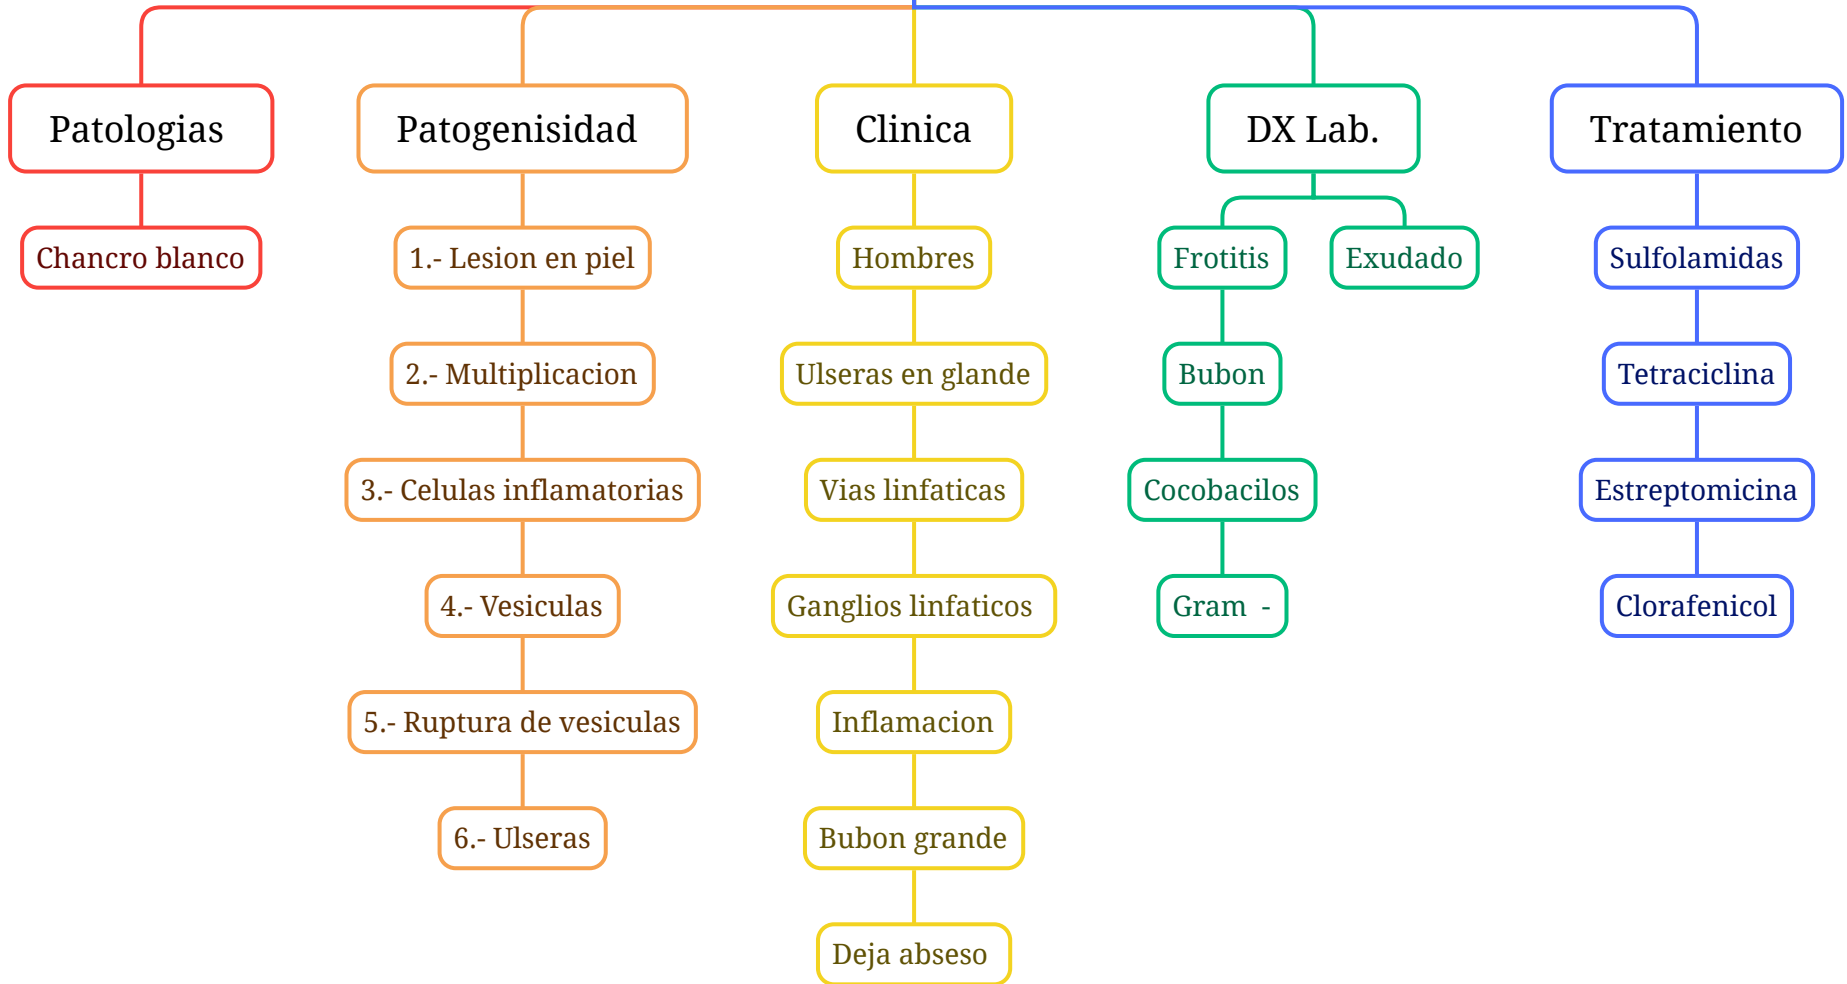 Patologias
Patogenisidad
Clinica
DX Lab.
Tratamiento
Chancro blanco
1.- Lesion en piel
Hombres
Frotitis
Exudado
Sulfolamidas
2.- Multiplicacion
Ulseras en glande
Bubon
Tetraciclina
3.- Celulas inflamatorias
Vias linfaticas
Cocobacilos
Estreptomicina
4.- Vesiculas
Ganglios linfaticos
Gram -
Clorafenicol
5.- Ruptura de vesiculas
Inflamacion
6.- Ulseras
Bubon grande
Deja abseso